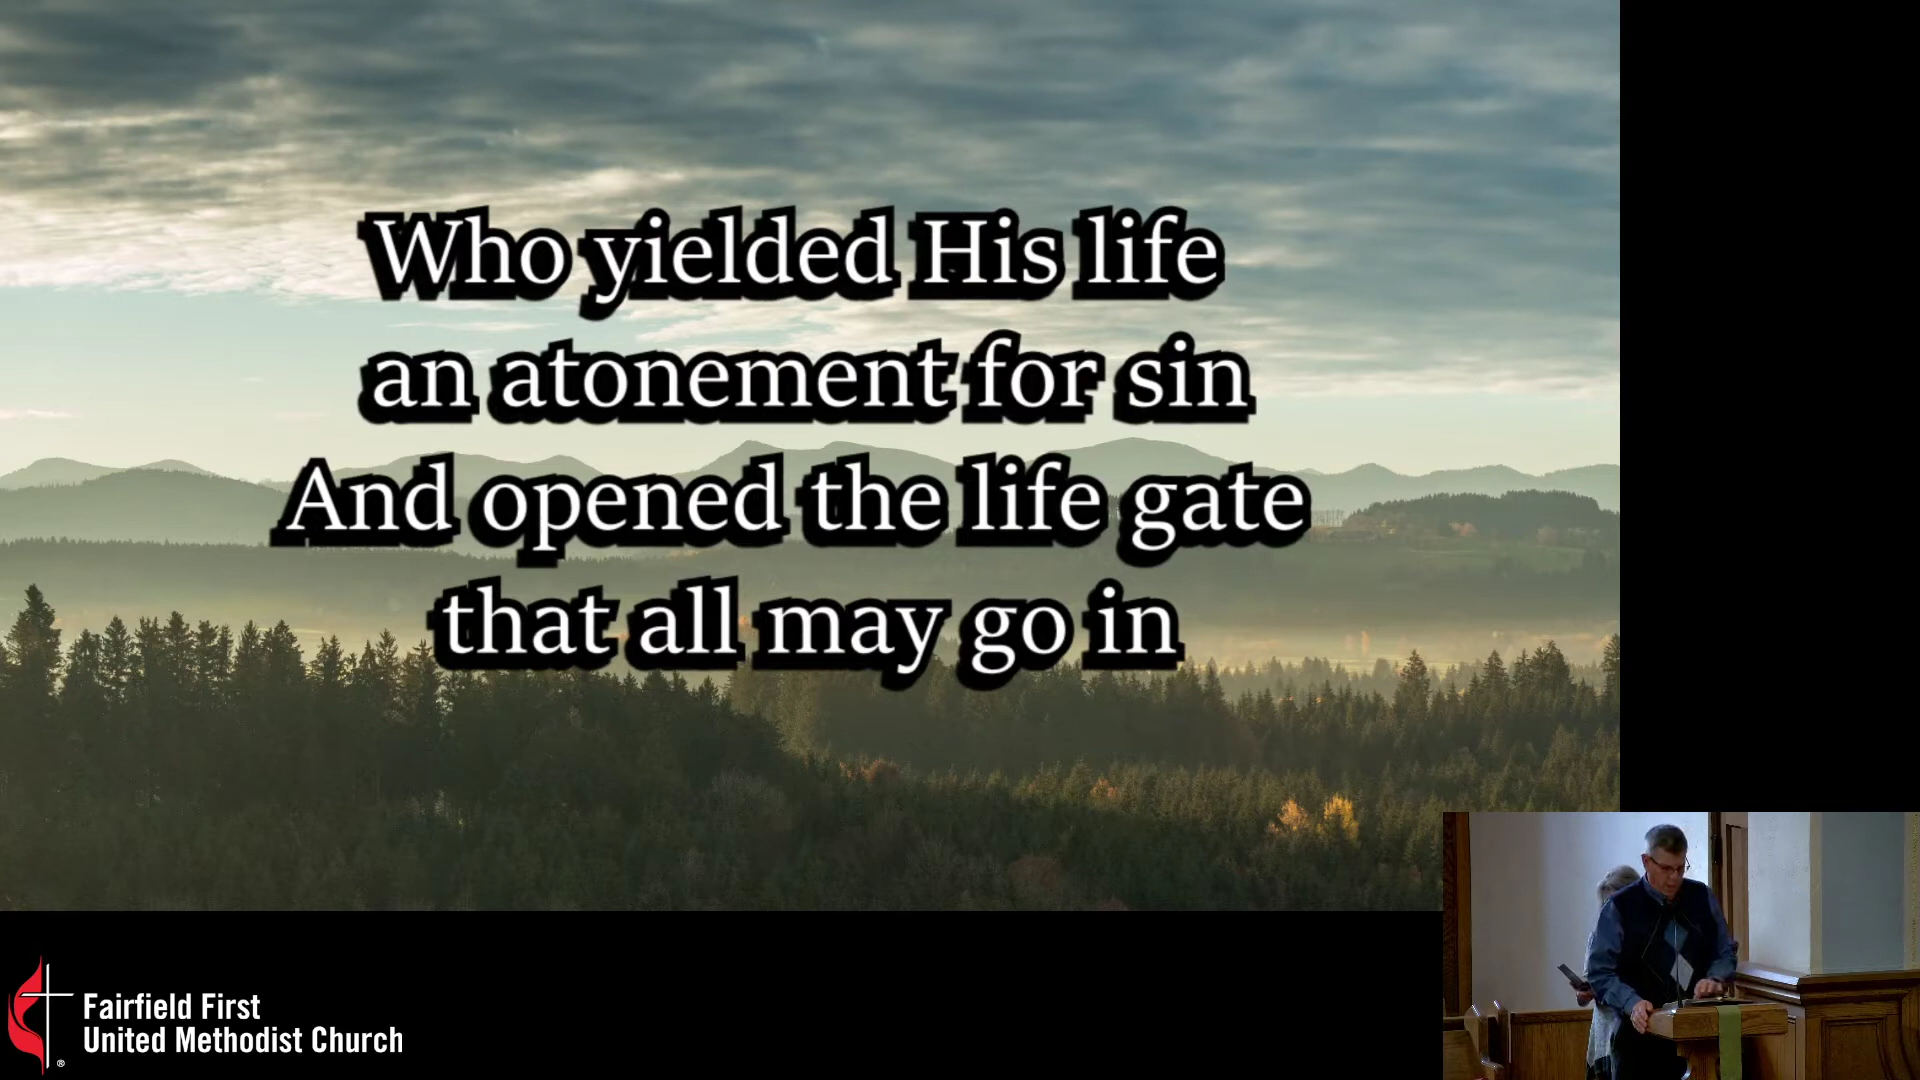 Who yielded His life
an atonement for sin
And opened the life gate
that all may go in
Fairfield First
United Methodist Church
®